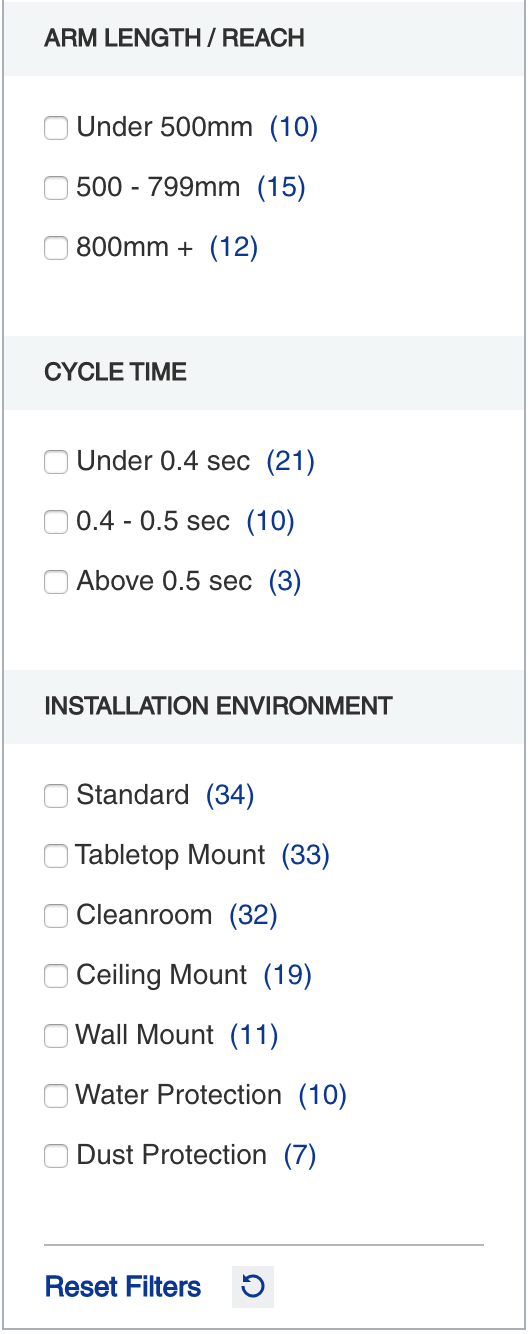 ARM LENGTH / REACH
Under 500mm (10)
500 - 799mm (15)
800mm + (12)
CYCLE TIME
Under 0.4 sec (21)
0.4 - 0.5 sec (10)
Above 0.5 sec (3)
INSTALLATION ENVIRONMENT
Standard (34)
Tabletop Mount (33)
Cleanroom (32)
Ceiling Mount (19)
Wall Mount (11)
Water Protection (10)
Dust Protection (7)
Reset Filters